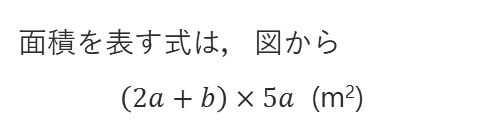 面積を表す式は, 図から
(2a + b) × 5a (m²)